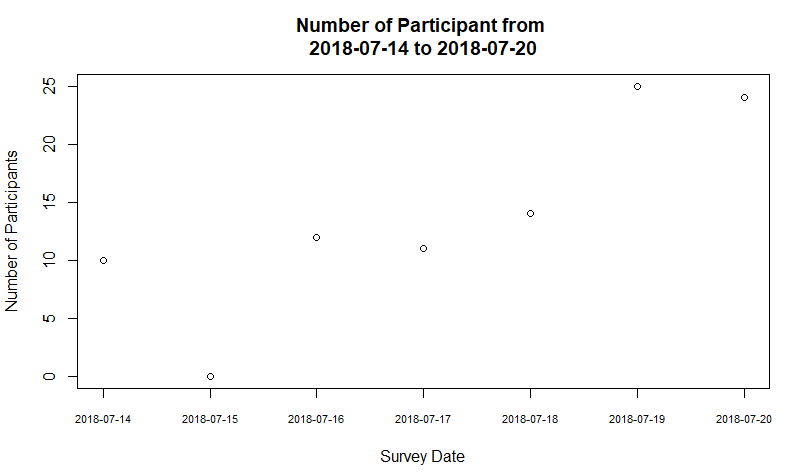 Number of Participant from
2018-07-14 to 2018-07-20
25
20
15
10
5
0
Number of Participants
2018-07-14 2018-07-15 2018-07-16 2018-07-17 2018-07-18 2018-07-19 2018-07-20
Survey Date